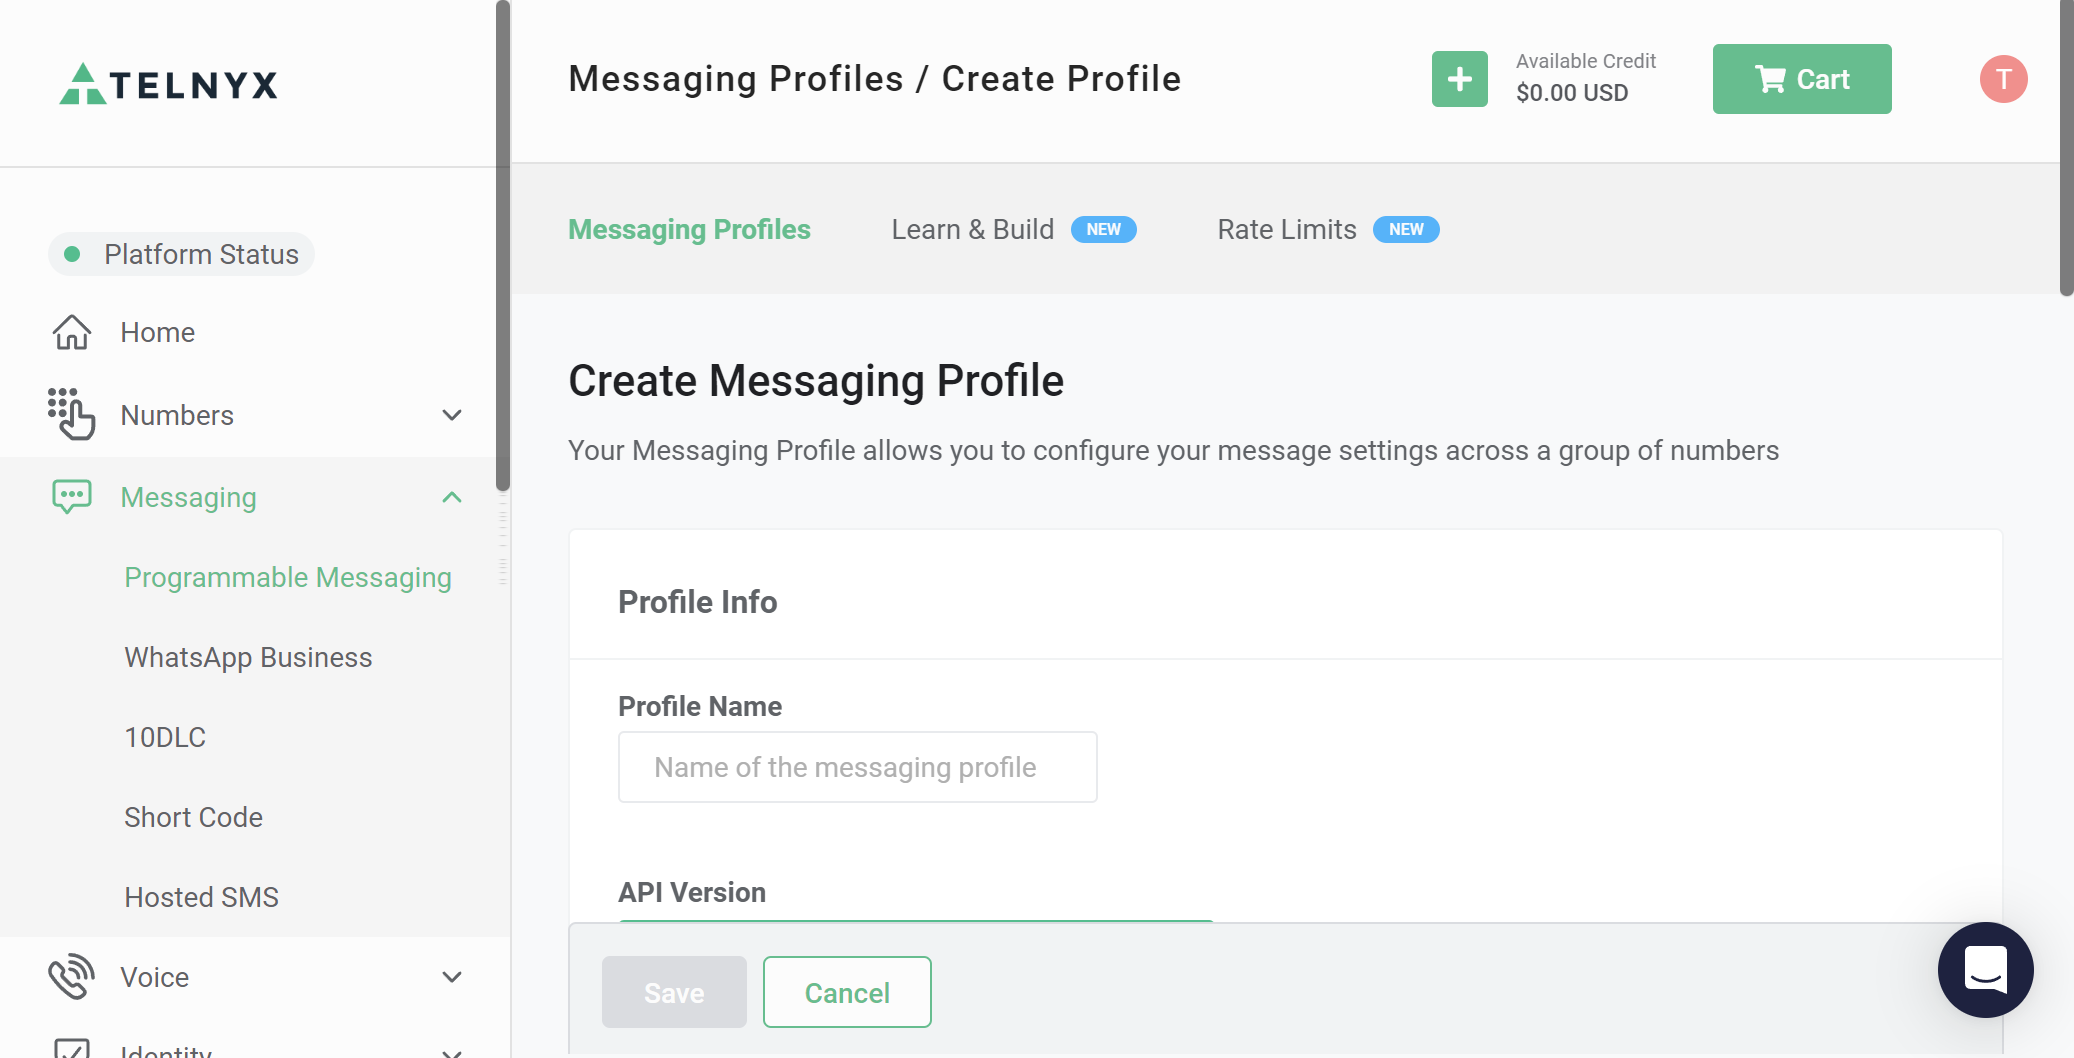 TELNYX
Messaging Profiles / Create Profile
Available Credit
$0.00 USD
Cart
T
Platform Status
Home
Numbers
Messaging
Programmable Messaging
WhatsApp Business
10DLC
Short Code
Hosted SMS
Voice
Identity
Messaging Profiles
Learn & Build NEW
Rate Limits NEW
Create Messaging Profile
Your Messaging Profile allows you to configure your message settings across a group of numbers
Profile Info
Profile Name
Name of the messaging profile
API Version
Save
Cancel